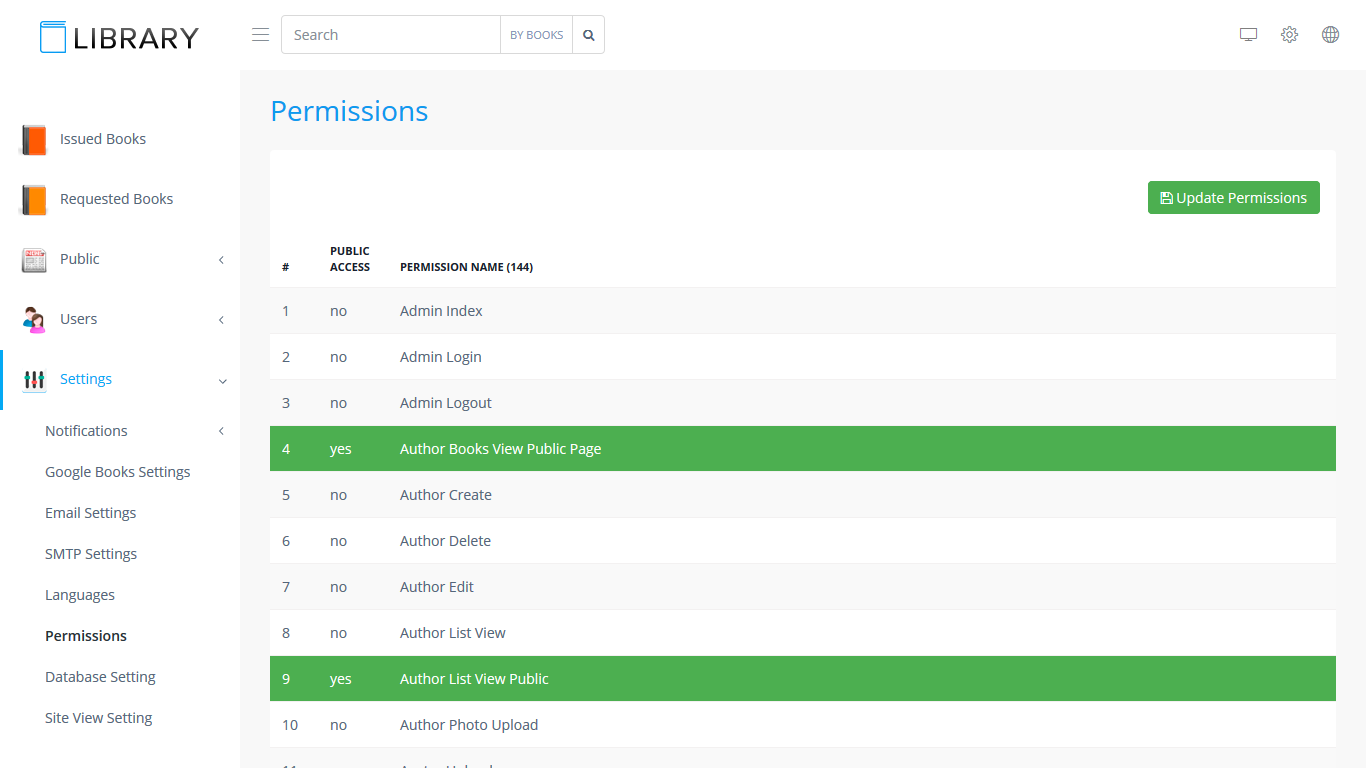 LIBRARY
Search
BY BOOKS
Issued Books
Requested Books
Public
Users
Settings
Notifications
Google Books Settings
Email Settings
SMTP Settings
Languages
Permissions
Database Setting
Site View Setting
Permissions
Update Permissions
# PUBLIC ACCESS PERMISSION NAME (144)
1 no Admin Index
2 no Admin Login
3 no Admin Logout
4 yes Author Books View Public Page
5 no Author Create
6 no Author Delete
7 no Author Edit
8 no Author List View
9 yes Author List View Public
10 no Author Photo Upload